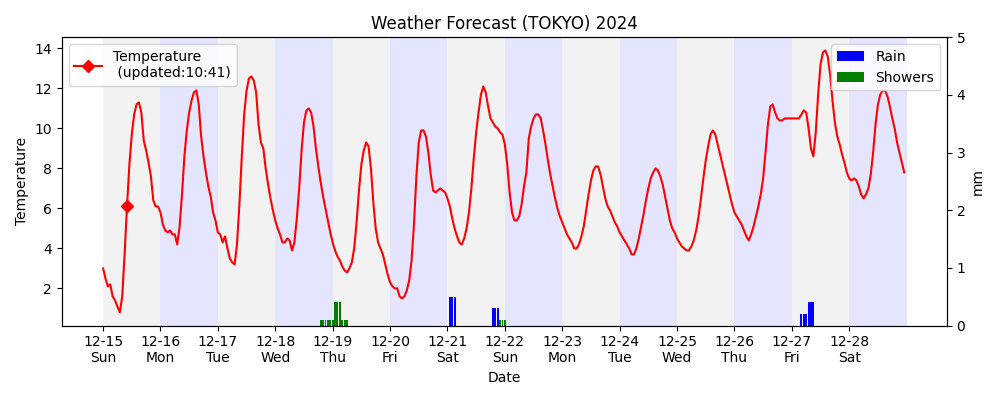 Weather Forecast (TOKYO) 2024
Temperature
(updated:10:41)
Rain
Showers
14
12
10
8
6
4
2
Temperature
5
4
3
2
1
0
mm
12-15 12-16 12-17 12-18 12-19 12-20 12-21 12-22 12-23 12-24 12-25 12-26 12-27 12-28
Sun Mon Tue Wed Thu Fri Sat Sun Mon Tue Wed Thu Fri Sat
Date